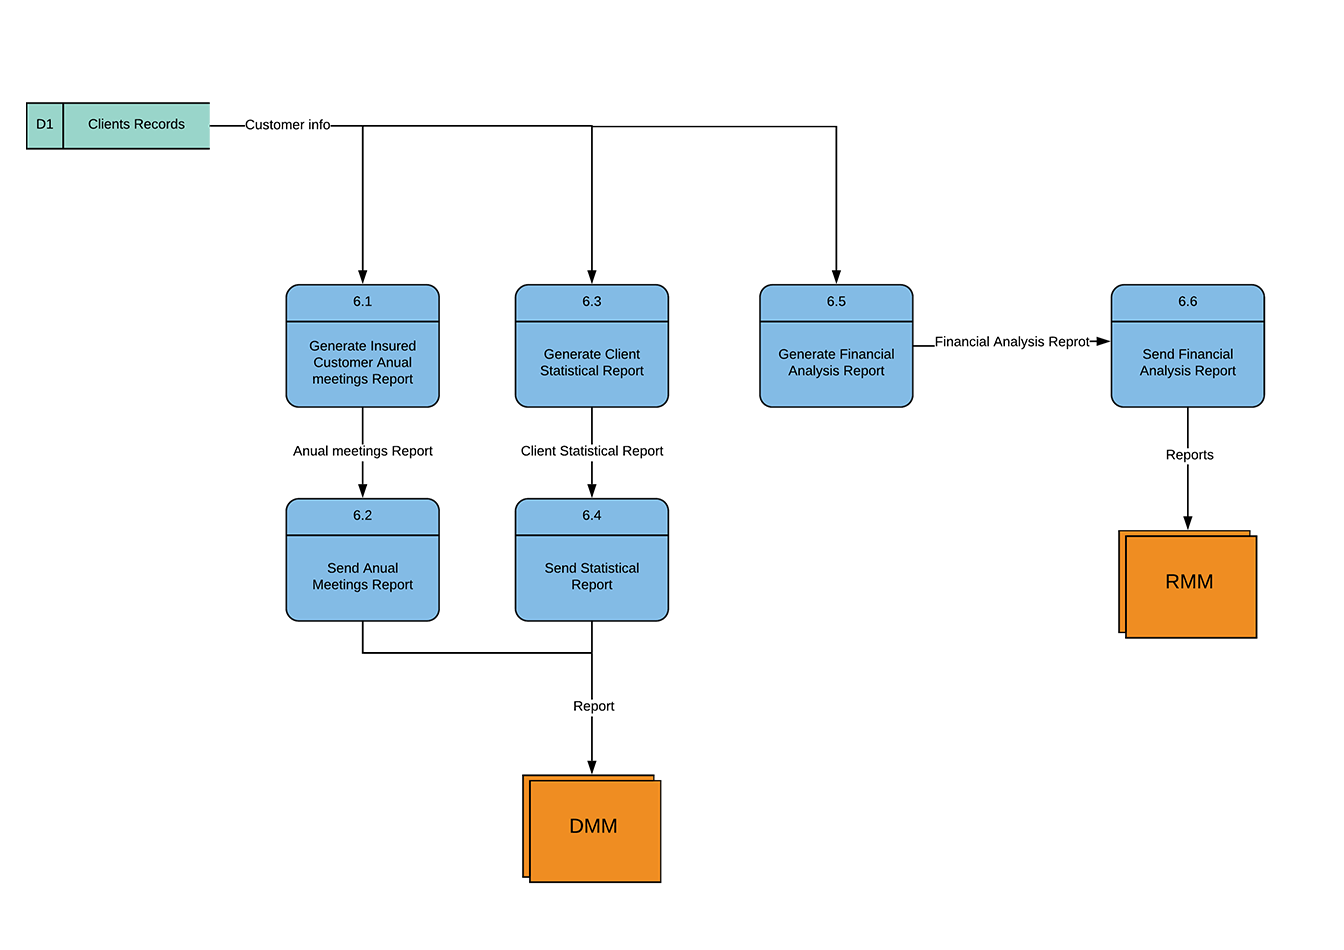 D1
Clients Records
Customer info
6.1
Generate Insured
Customer Anual
meetings Report
6.3
Generate Client
Statistical Report
6.5
Generate Financial
Analysis Report
Financial Analysis Reprot
6.6
Send Financial
Analysis Report
Anual meetings Report
Client Statistical Report
Reports
6.2
Send Anual
Meetings Report
6.4
Send Statistical
Report
RMM
Report
DMM